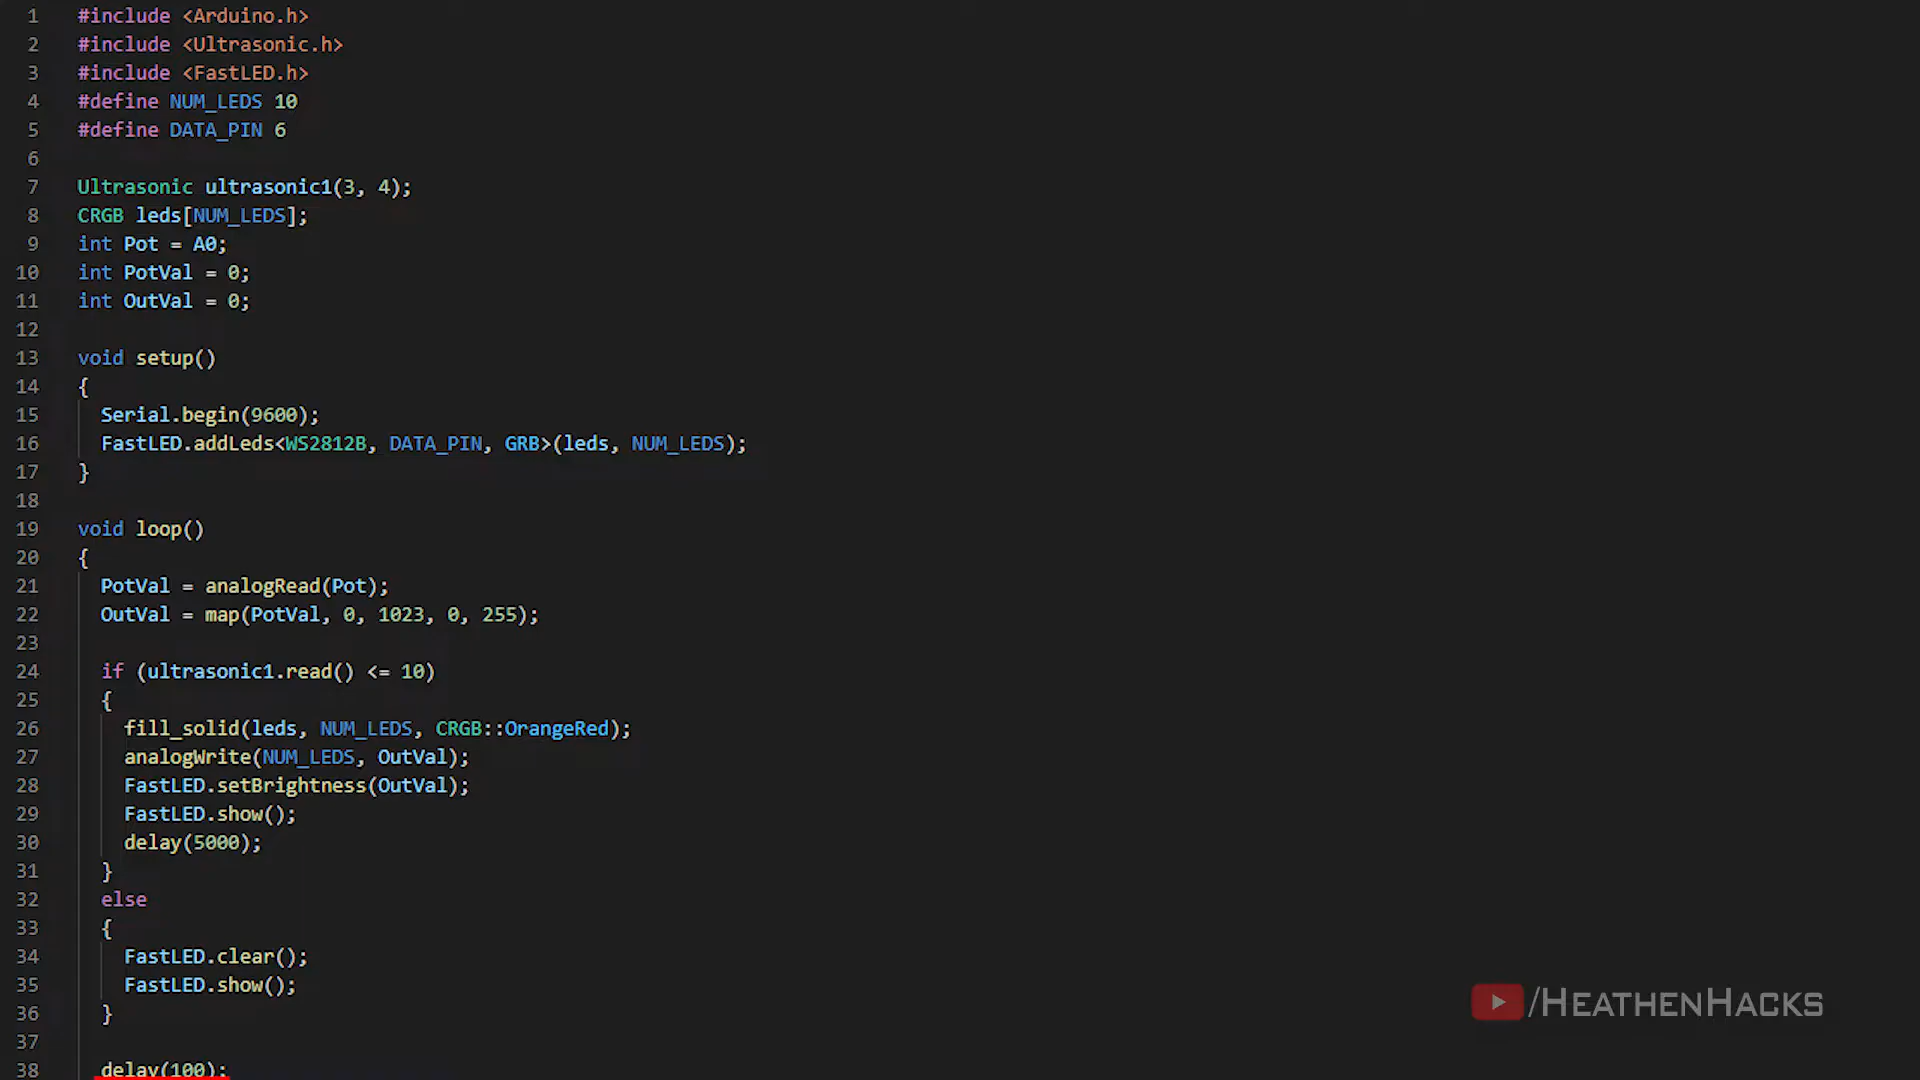 1 #include <Arduino.h>
2 #include <Ultrasonic.h>
3 #include <FastLED.h>
4 #define NUM_LEDS 10
5 #define DATA_PIN 6
6
7 Ultrasonic ultrasonic1(3, 4);
8 CRGB leds[NUM_LEDS];
9 int Pot = A0;
10 int PotVal = 0;
11 int OutVal = 0;
12
13 void setup()
14 {
15 Serial.begin(9600);
16 FastLED.addLeds<WS2812B, DATA_PIN, GRB>(leds, NUM_LEDS);
17 }
18
19 void loop()
20 {
21 PotVal = analogRead(Pot);
22 OutVal = map(PotVal, 0, 1023, 0, 255);
23
24 if (ultrasonic1.read() <= 10)
25 {
26 fill_solid(leds, NUM_LEDS, CRGB::OrangeRed);
27 analogWrite(NUM_LEDS, OutVal);
28 FastLED.setBrightness(OutVal);
29 FastLED.show();
30 delay(5000);
31 }
32 else
33 {
34 FastLED.clear();
35 FastLED.show();
36 }
37
38 delay(100);
/HEATHENHACKS